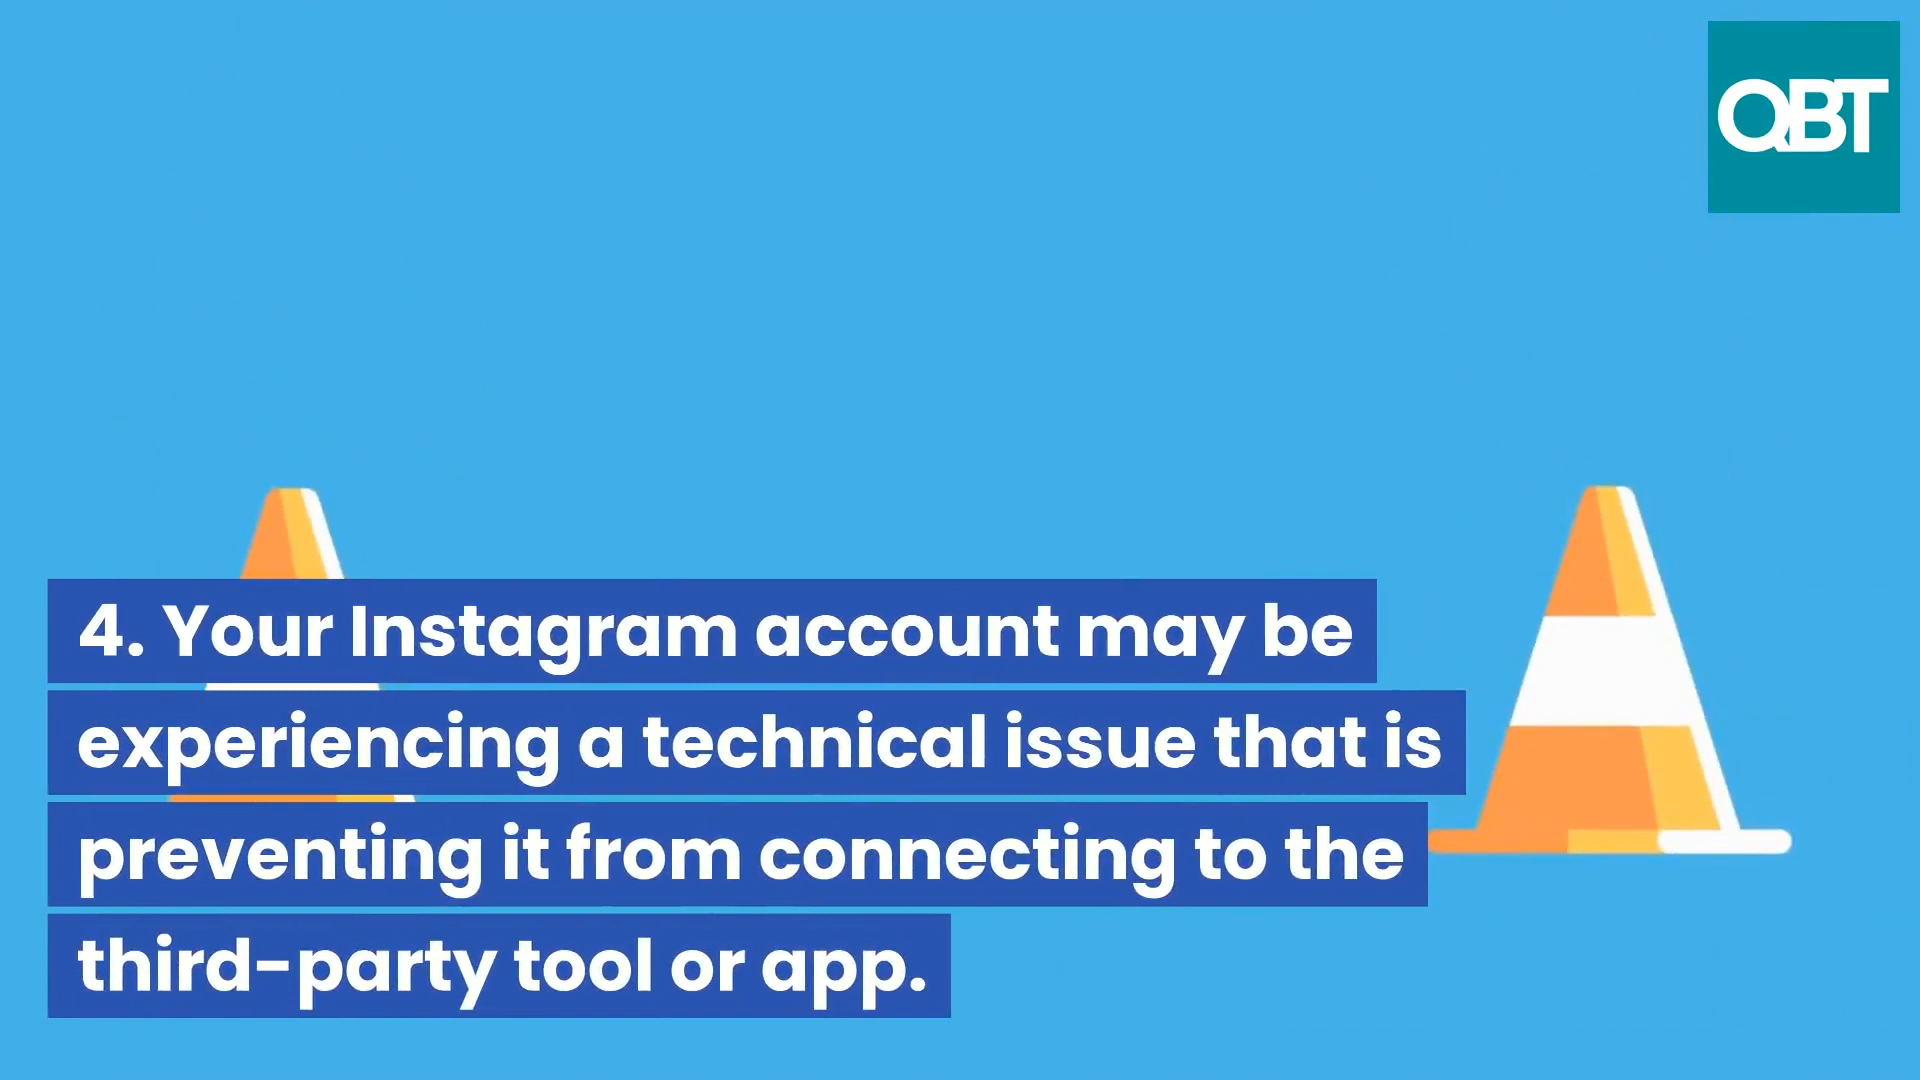 QBT
4. Your Instagram account may be
experiencing a technical issue that is
preventing it from connecting to the
third-party tool or app.